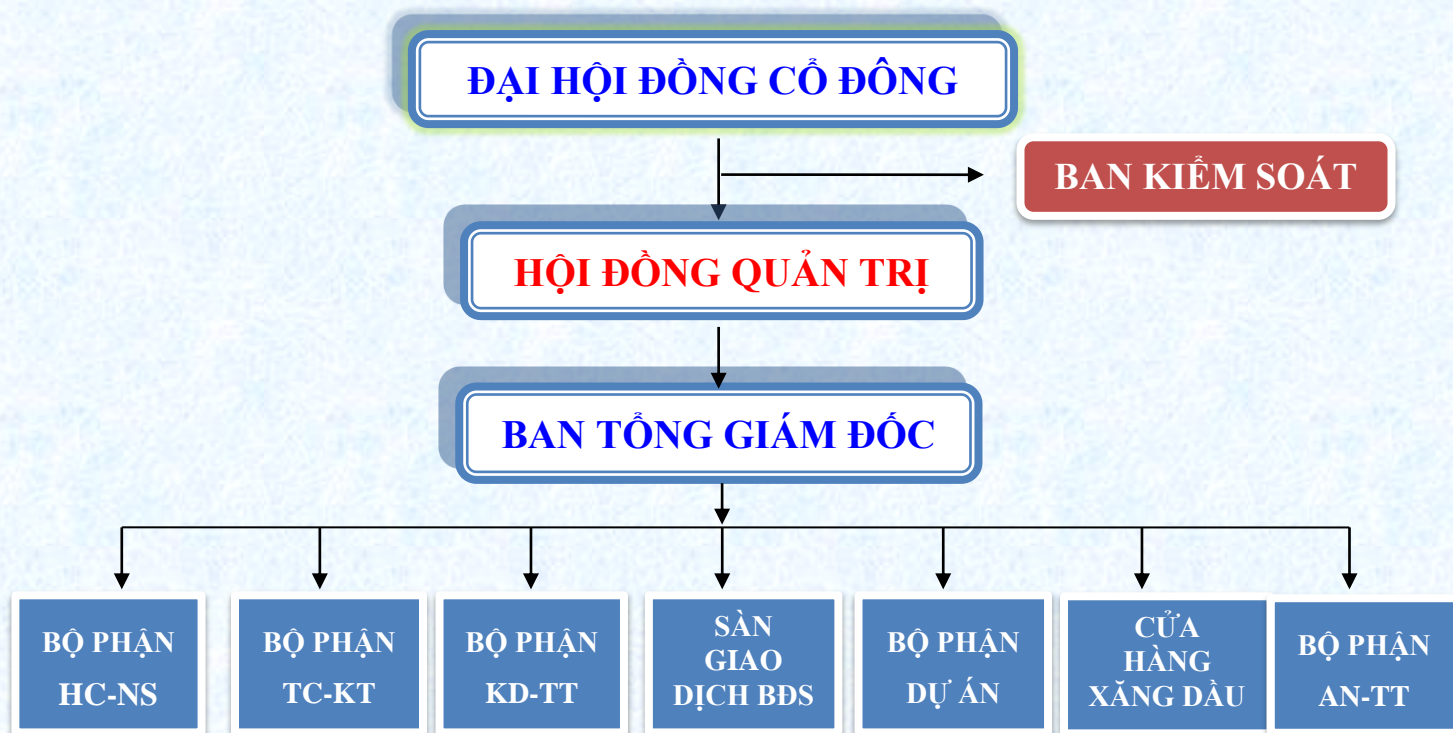 ĐẠI HỘI ĐỒNG CỔ ĐÔNG
BAN KIỂM SOÁT
HỘI ĐỒNG QUẢN TRỊ
BAN TỔNG GIÁM ĐỐC
BỘ PHẬN
HC-NS
BỘ PHẬN
TC-KT
BỘ PHẬN
KD-TT
SÀN
GIAO
DỊCH BĐS
BỘ PHẬN
DỰ ÁN
CỬA
HÀNG
XĂNG DẦU
BỘ PHẬN
AN-TT